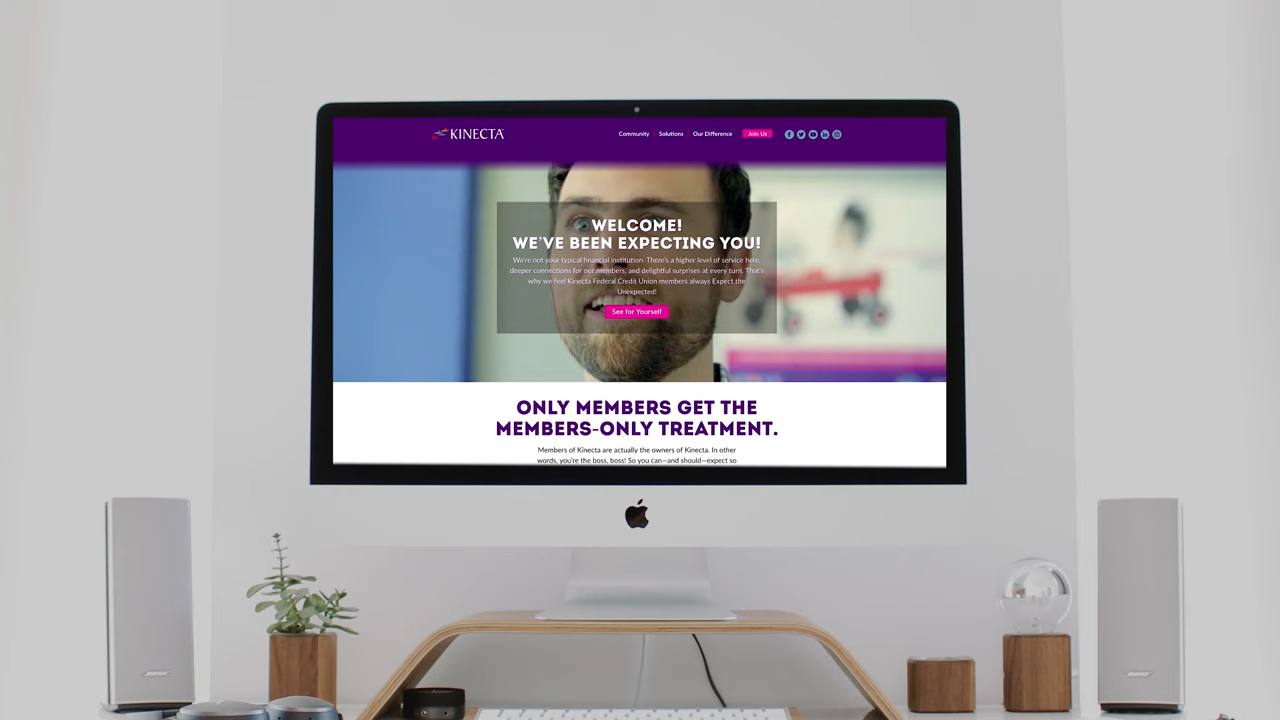 KINECTA
Community
Solutions
Our Difference
Join Us
WELCOME!
WE'VE BEEN EXPECTING YOU!
We're not your typical financial institution. There's a higher level of service here,
deeper connections for our members, and delightful surprises at every turn. That's
why we feel Kinecta Federal Credit Union members always Expect the
Unexpected!
See for Yourself
ONLY MEMBERS GET THE
MEMBERS-ONLY TREATMENT.
Members of Kinecta are actually the owners of Kinecta. In other
words, you're the boss, boss! So you can—and should—expect so
BOSE
BOSE